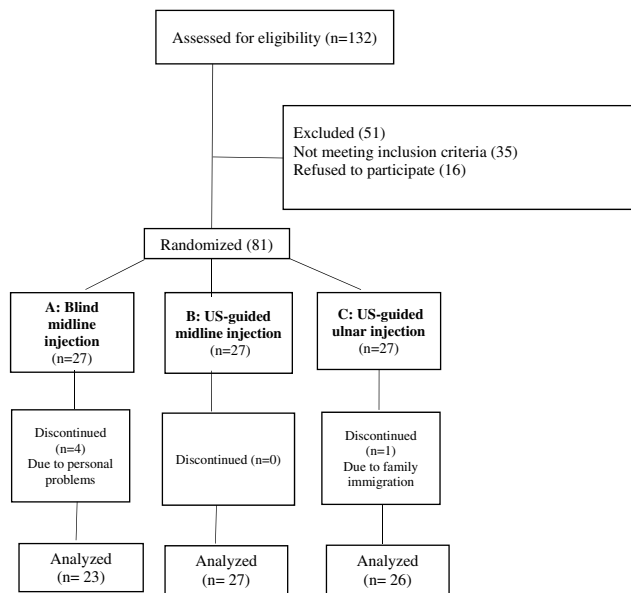 Assessed for eligibility (n=132)
Excluded (51)
Not meeting inclusion criteria (35)
Refused to participate (16)
Randomized (81)
A: Blind
midline
injection
(n=27)
B: US-guided
midline injection
(n=27)
C: US-guided
ulnar injection
(n=27)
Discontinued
(n=4)
Due to personal
problems
Discontinued (n=0)
Discontinued
(n=1)
Due to family
immigration
Analyzed
(n= 23)
Analyzed
(n= 27)
Analyzed
(n= 26)